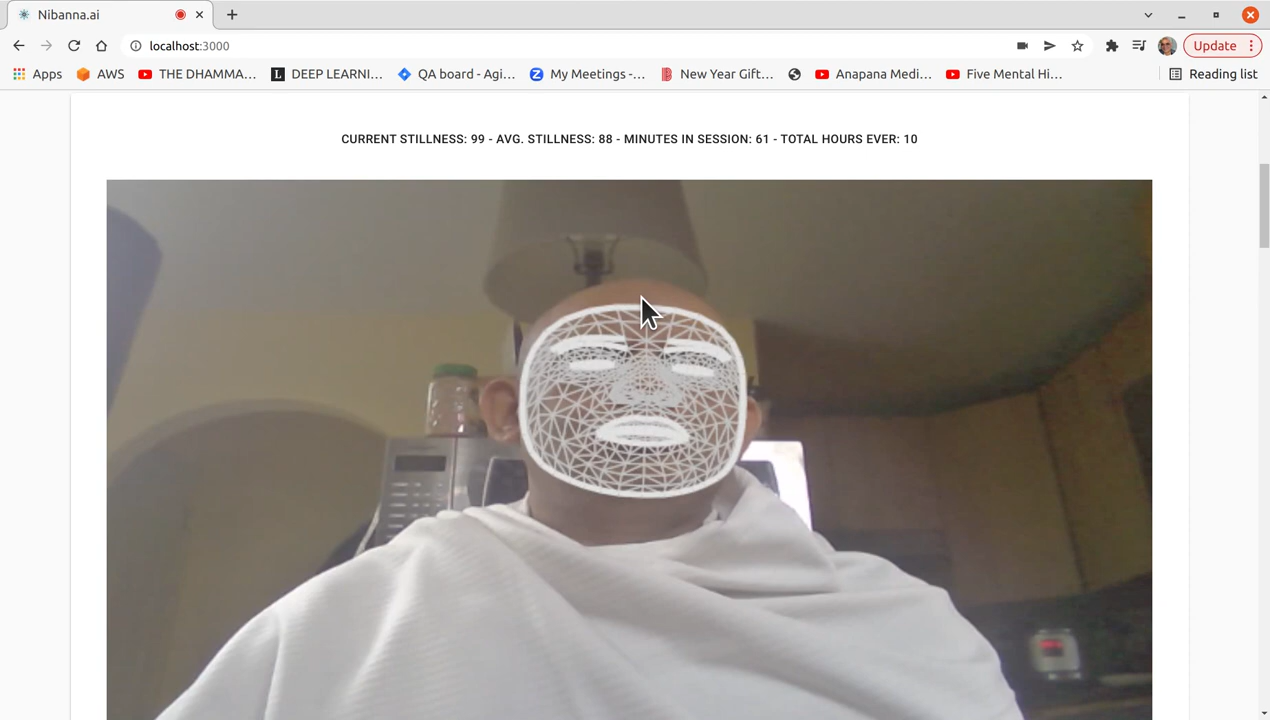 Nibanna.ai
localhost:3000
Update
Apps AWS THE DHAMMA... DEEP LEARNI... QA board - Agi... My Meetings -... New Year Gift... Anapana Medi... Five Mental Hi... Reading list
CURRENT STILLNESS: 99 - AVG. STILLNESS: 88 - MINUTES IN SESSION: 61 - TOTAL HOURS EVER: 10